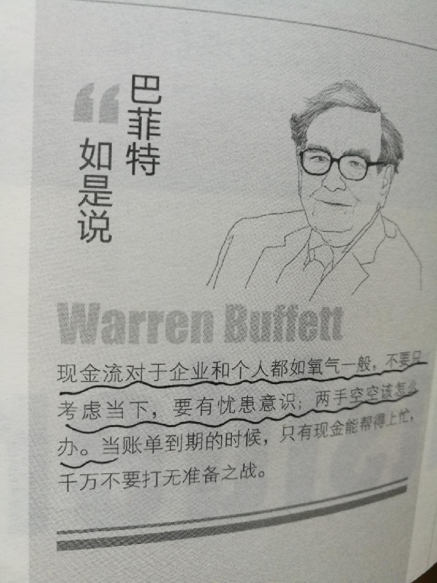 巴菲特
如是说
Warren Buffett
现金流对于企业和个人都如氧气一般，不要只
考虑当下，要有忧患意识；两手空空该怎么
办。当账单到期的时候，只有现金能帮得上忙，
千万不要打无准备之战。